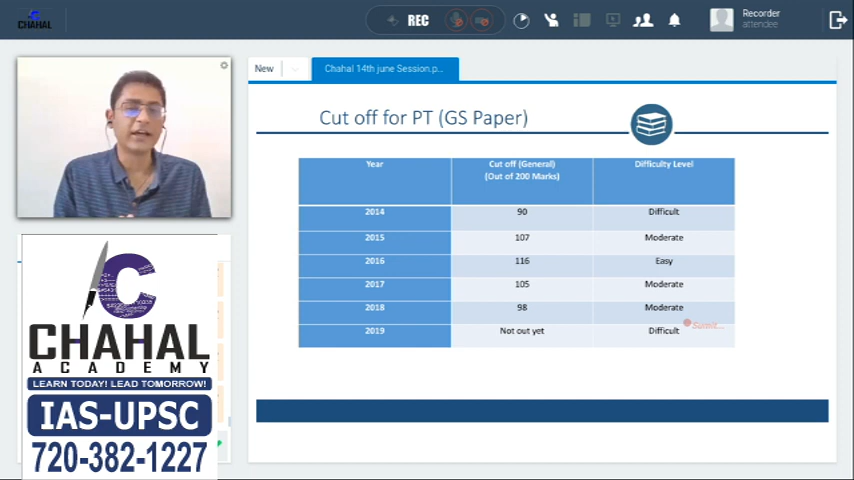 CHAHAL
REC
Recorder
attendee
New
Chahal 14th june Session.p...
Cut off for PT (GS Paper)
Year
Cut off (General)
(Out of 200 Marks)
Difficulty Level
2014
90
Difficult
2015
107
Moderate
2016
116
Easy
2017
105
Moderate
2018
98
Moderate
2019
Not out yet
Difficult
Sumit...
C
CHAHAL
ACADEMY
LEARN TODAY! LEAD TOMORROW!
IAS-UPSC
720-382-1227